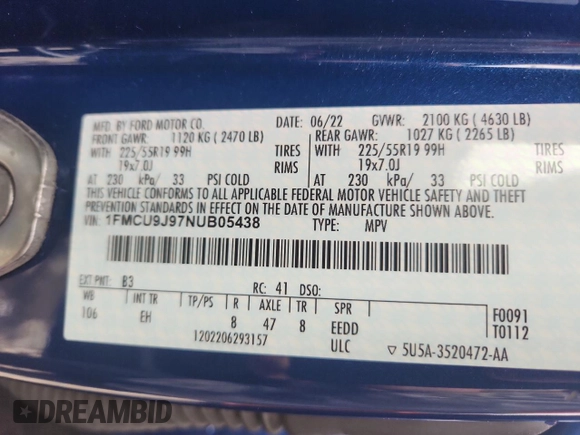 MFD. BY FORD MOTOR CO. DATE: 06/22 GVWR: 2100 KG ( 4630 LB)
FRONT GAWR: 1120 KG ( 2470 LB) REAR GAWR: 1027 KG ( 2265 LB)
WITH 225/55R19 99H TIRES WITH 225/55R19 99H TIRES
19x7.0J RIMS 19x7.0J RIMS
AT 230 kPa/ 33 PSI COLD AT 230 kPa/ 33 PSI COLD
THIS VEHICLE CONFORMS TO ALL APPLICABLE FEDERAL MOTOR VEHICLE SAFETY AND THEFT
PREVENTION STANDARDS IN EFFECT ON THE DATE OF MANUFACTURE SHOWN ABOVE.
VIN: 1FMCU9J97NUB05438 TYPE: MPV
EXT PNT: B3 RC: 41 DSO:
WB INT TR TP/PS R AXLE TR SPR F0091
106 EH 8 47 8 EEDD T0112
1202206293157 ULC ▽ 5U5A-3520472-AA
DREAMBID